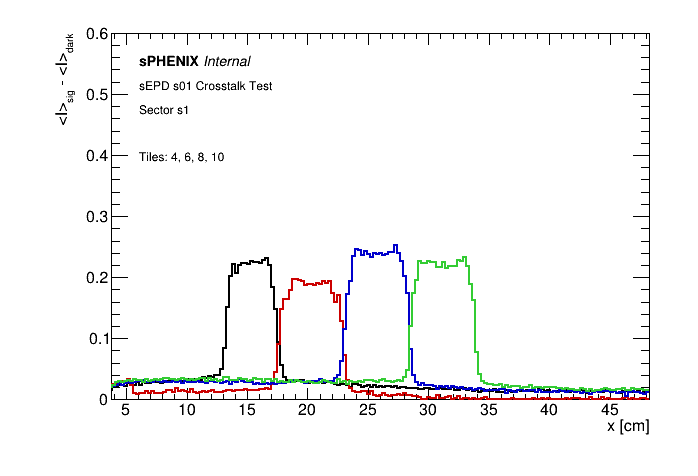 <I>sig - <I>dark
0.6
0.5
0.4
0.3
0.2
0.1
0
sPHENIX Internal
sEPD s01 Crosstalk Test
Sector s1
Tiles: 4, 6, 8, 10
5 10 15 20 25 30 35 40 45
x [cm]